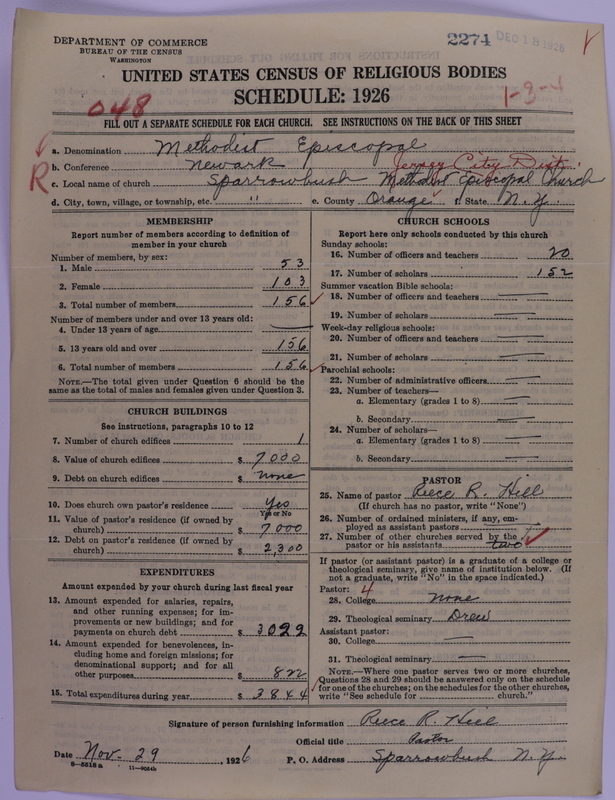 DEPARTMENT OF COMMERCE
BUREAU OF THE CENSUS
WASHINGTON
2274
DEC 18 1926
UNITED STATES CENSUS OF RELIGIOUS BODIES
SCHEDULE: 1926
048
1-3-4
FILL OUT A SEPARATE SCHEDULE FOR EACH CHURCH. SEE INSTRUCTIONS ON THE BACK OF THIS SHEET
R
a. Denomination Methodist Episcopal
b. Conference Newark Jersey City Dist.
c. Local name of church Sparrowbush Methodist Episcopal Church
d. City, town, village, or township, etc. " e. County Orange f. State N.Y.
MEMBERSHIP
Report number of members according to definition of
member in your church
Number of members, by sex:
1. Male 53
2. Female 103
3. Total number of members 156
Number of members under and over 13 years old:
4. Under 13 years of age —
5. 13 years old and over 156
6. Total number of members 156
NOTE.—The total given under Question 6 should be the
same as the total of males and females given under Question 3.
CHURCH BUILDINGS
See instructions, paragraphs 10 to 12
7. Number of church edifices 1
8. Value of church edifices $ 7000
9. Debt on church edifices $ none
10. Does church own pastor's residence Yes
Yes or No
11. Value of pastor's residence (if owned by
church) $ 7000
12. Debt on pastor's residence (if owned by
church) $ 2,300
EXPENDITURES
Amount expended by your church during last fiscal year
13. Amount expended for salaries, repairs,
and other running expenses; for im-
provements or new buildings; and for
payments on church debt $ 3022
14. Amount expended for benevolences, in-
cluding home and foreign missions; for
denominational support; and for all
other purposes $ 822
15. Total expenditures during year $ 3844
CHURCH SCHOOLS
Report here only schools conducted by this church
Sunday schools:
16. Number of officers and teachers 20
17. Number of scholars 152
Summer vacation Bible schools:
18. Number of officers and teachers —
19. Number of scholars —
Week-day religious schools:
20. Number of officers and teachers —
21. Number of scholars —
Parochial schools:
22. Number of administrative officers —
23. Number of teachers—
a. Elementary (grades 1 to 8) —
b. Secondary —
24. Number of scholars—
a. Elementary (grades 1 to 8) —
b. Secondary —
PASTOR
25. Name of pastor Reece R. Hill
(If church has no pastor, write "None")
26. Number of ordained ministers, if any, em-
ployed as assistant pastors
27. Number of other churches served by the
pastor or his assistants two
If pastor (or assistant pastor) is a graduate of a college or
theological seminary, give name of institution below. (If
not a graduate, write "No" in the space indicated.)
Pastor: 4
28. College none
29. Theological seminary Drew
Assistant pastor:
30. College —
31. Theological seminary —
NOTE.—Where one pastor serves two or more churches,
Questions 28 and 29 should be answered only on the schedule
for one of the churches; on the schedules for the other churches,
write "See schedule for church."
Signature of person furnishing information Reece R. Hill
Official title Pastor
Date Nov. 29, 1926 P. O. Address Sparrowbush N.Y.
8—5518 a 11—9034b